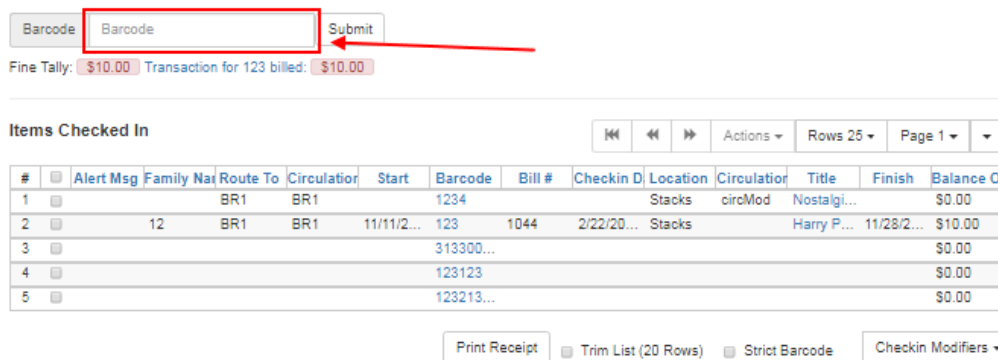 Barcode Barcode Submit
Fine Tally: $10.00 Transaction for 123 billed: $10.00
Items Checked In
Actions Rows 25 Page 1
# Alert Msg Family Nar Route To Circulation Start Barcode Bill # Checkin D Location Circulation Title Finish Balance O
1 BR1 BR1 1234 Stacks circMod Nostalgi... $0.00
2 12 BR1 BR1 11/11/2... 123 1044 2/22/20... Stacks Harry P... 11/28/2... $10.00
3 313300... $0.00
4 123123 $0.00
5 123213... $0.00
Print Receipt Trim List (20 Rows) Strict Barcode Checkin Modifiers